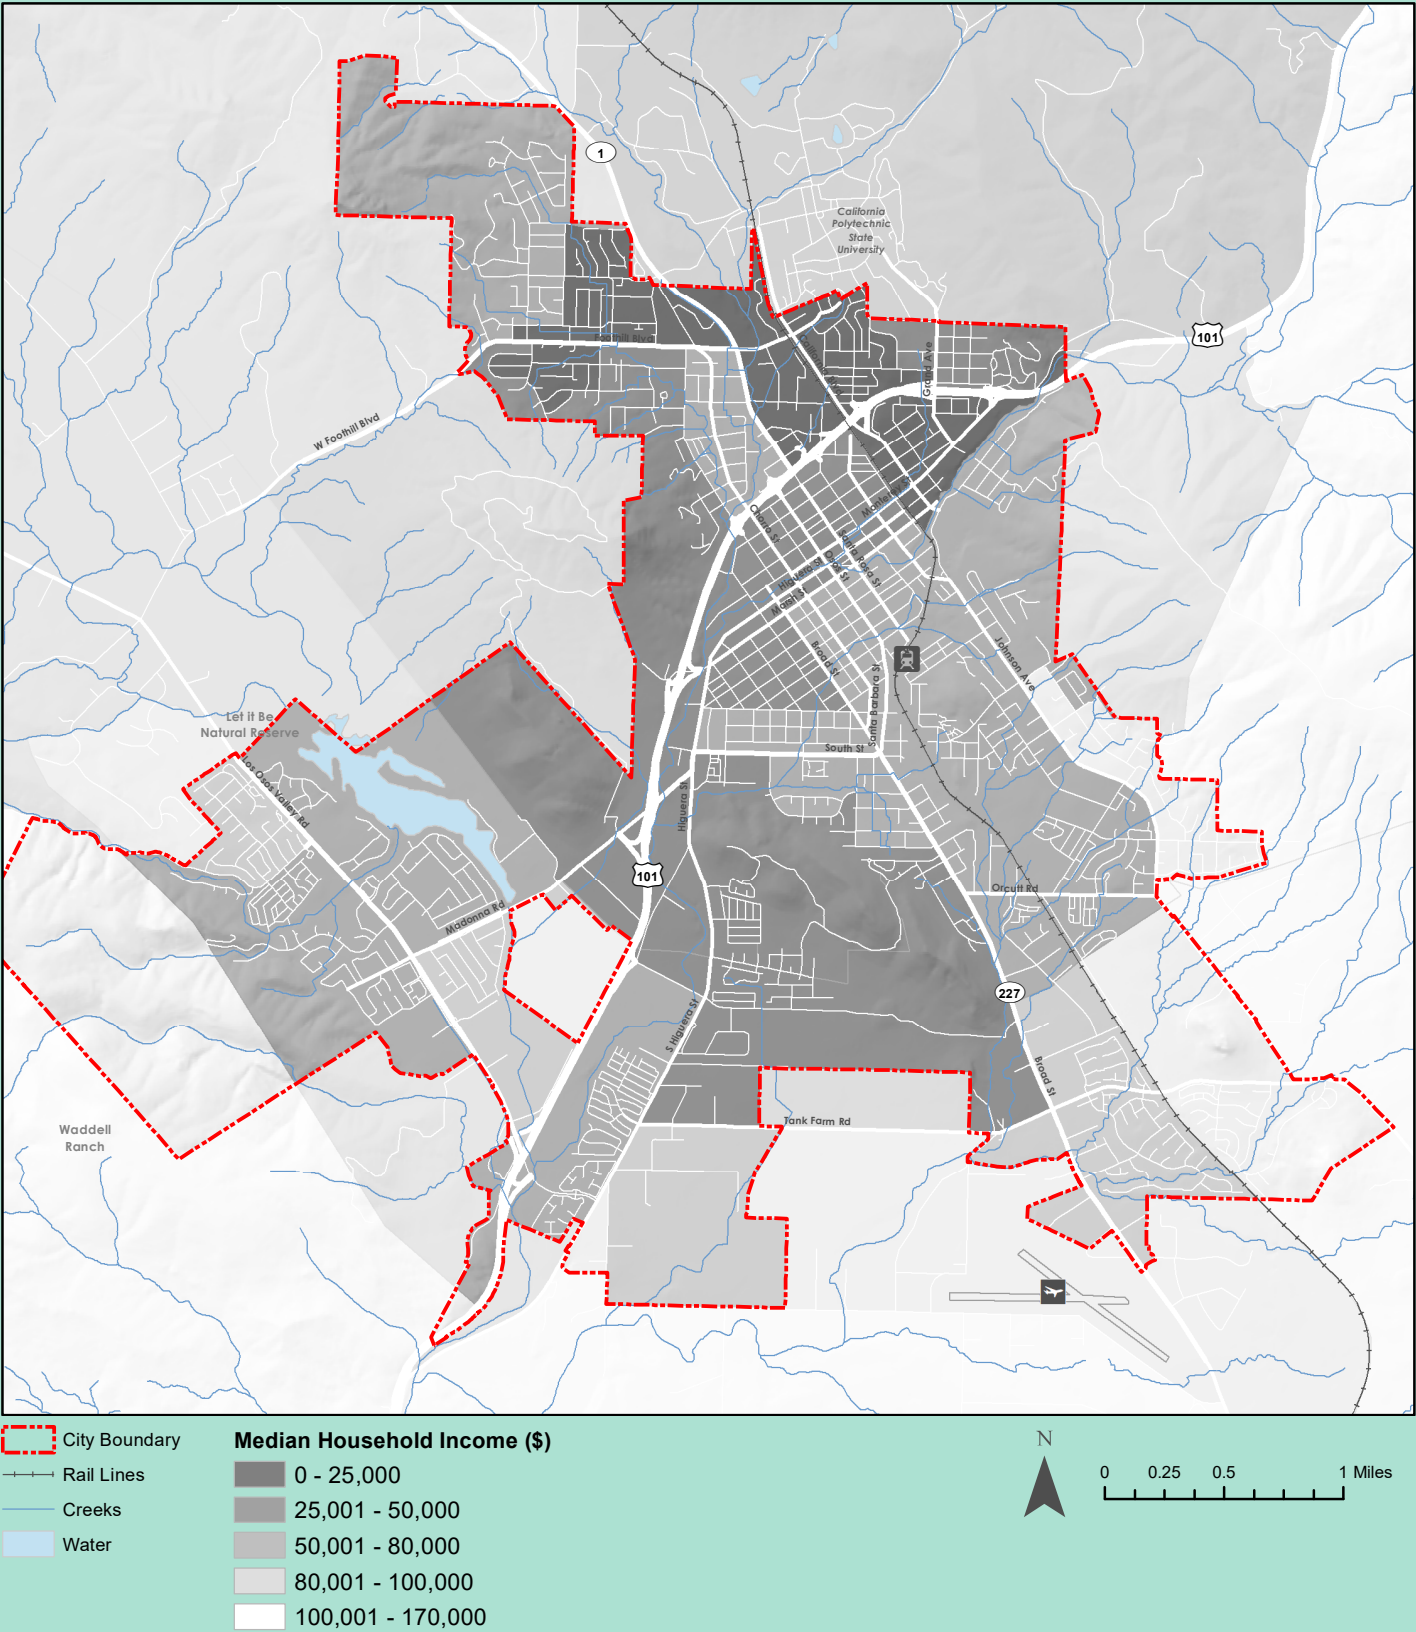 1
California
Polytechnic
State
University
101
Foothill Blvd
California Blvd
Grand Ave
W Foothill Blvd
Monterey St
Chorro St
Santa Rosa St
Osos St
Higuera St
Marsh St
Broad St
Johnson Ave
Santa Barbara St
Let it Be
Natural Reserve
South St
Los Osos Valley Rd
Higuera St
101
Orcutt Rd
Madonna Rd
227
S Higuera St
Broad St
Tank Farm Rd
Waddell
Ranch
City Boundary
Rail Lines
Creeks
Water
Median Household Income ($)
0 - 25,000
25,001 - 50,000
50,001 - 80,000
80,001 - 100,000
100,001 - 170,000
N
0 0.25 0.5 1 Miles